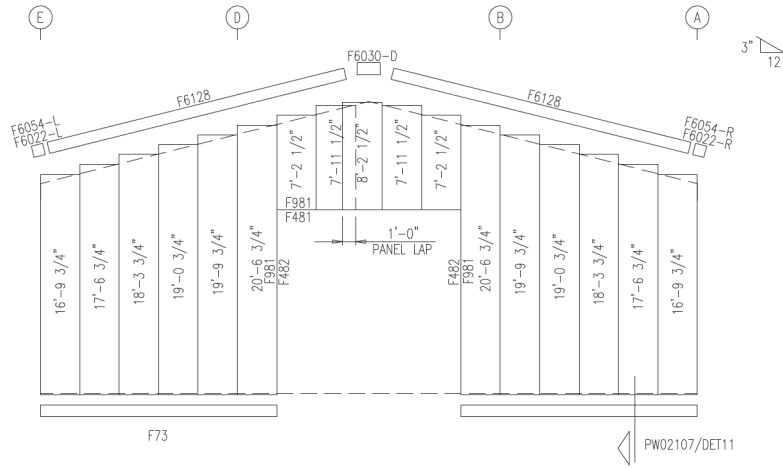 E
D
B
A
3"
12
F6030-D
F6128
F6128
F6054-L
F6022-L
F6054-R
F6022-R
16'-9 3/4"
17'-6 3/4"
18'-3 3/4"
19'-0 3/4"
19'-9 3/4"
20'-6 3/4"
F981
F482
7'-2 1/2"
7'-11 1/2"
8'-2 1/2"
7'-11 1/2"
7'-2 1/2"
F981
F481
1'-0"
PANEL LAP
F482
F981
20'-6 3/4"
19'-9 3/4"
19'-0 3/4"
18'-3 3/4"
17'-6 3/4"
16'-9 3/4"
F73
PW02107/DET11